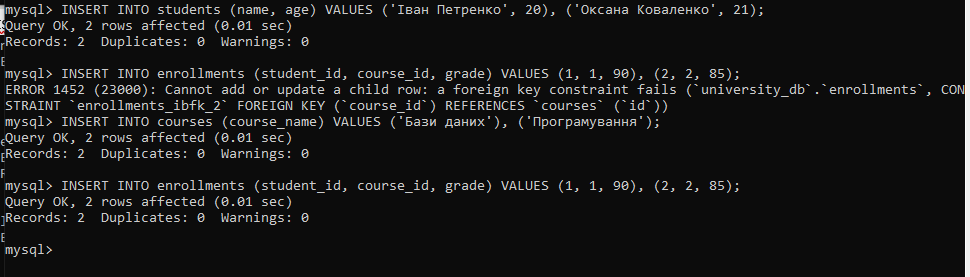 mysql> INSERT INTO students (name, age) VALUES ('Іван Петренко', 20), ('Оксана Коваленко', 21);
Query OK, 2 rows affected (0.01 sec)
Records: 2  Duplicates: 0  Warnings: 0

mysql> INSERT INTO enrollments (student_id, course_id, grade) VALUES (1, 1, 90), (2, 2, 85);
ERROR 1452 (23000): Cannot add or update a child row: a foreign key constraint fails (`university_db`.`enrollments`, CON
STRAINT `enrollments_ibfk_2` FOREIGN KEY (`course_id`) REFERENCES `courses` (`id`))
mysql> INSERT INTO courses (course_name) VALUES ('Бази даних'), ('Програмування');
Query OK, 2 rows affected (0.01 sec)
Records: 2  Duplicates: 0  Warnings: 0

mysql> INSERT INTO enrollments (student_id, course_id, grade) VALUES (1, 1, 90), (2, 2, 85);
Query OK, 2 rows affected (0.01 sec)
Records: 2  Duplicates: 0  Warnings: 0

mysql>